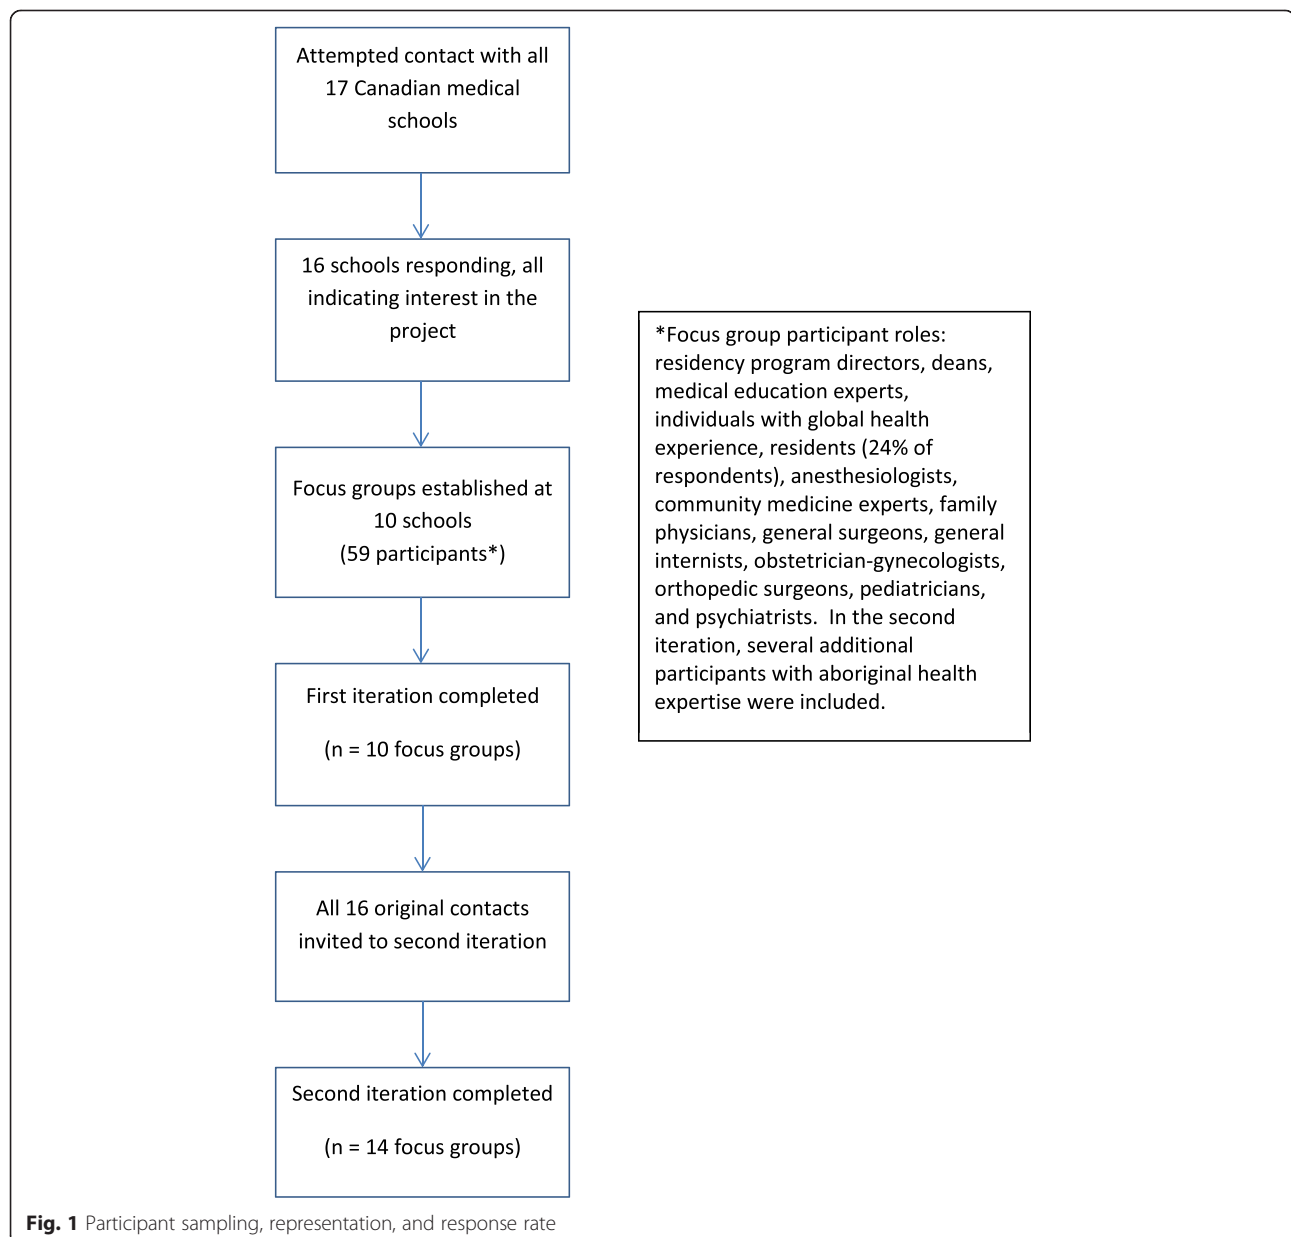 Attempted contact with all
17 Canadian medical
schools
16 schools responding, all
indicating interest in the
project
Focus groups established at
10 schools
(59 participants*)
First iteration completed
(n = 10 focus groups)
All 16 original contacts
invited to second iteration
Second iteration completed
(n = 14 focus groups)
*Focus group participant roles:
residency program directors, deans,
medical education experts,
individuals with global health
experience, residents (24% of
respondents), anesthesiologists,
community medicine experts, family
physicians, general surgeons, general
internists, obstetrician-gynecologists,
orthopedic surgeons, pediatricians,
and psychiatrists.  In the second
iteration, several additional
participants with aboriginal health
expertise were included.
Fig. 1 Participant sampling, representation, and response rate